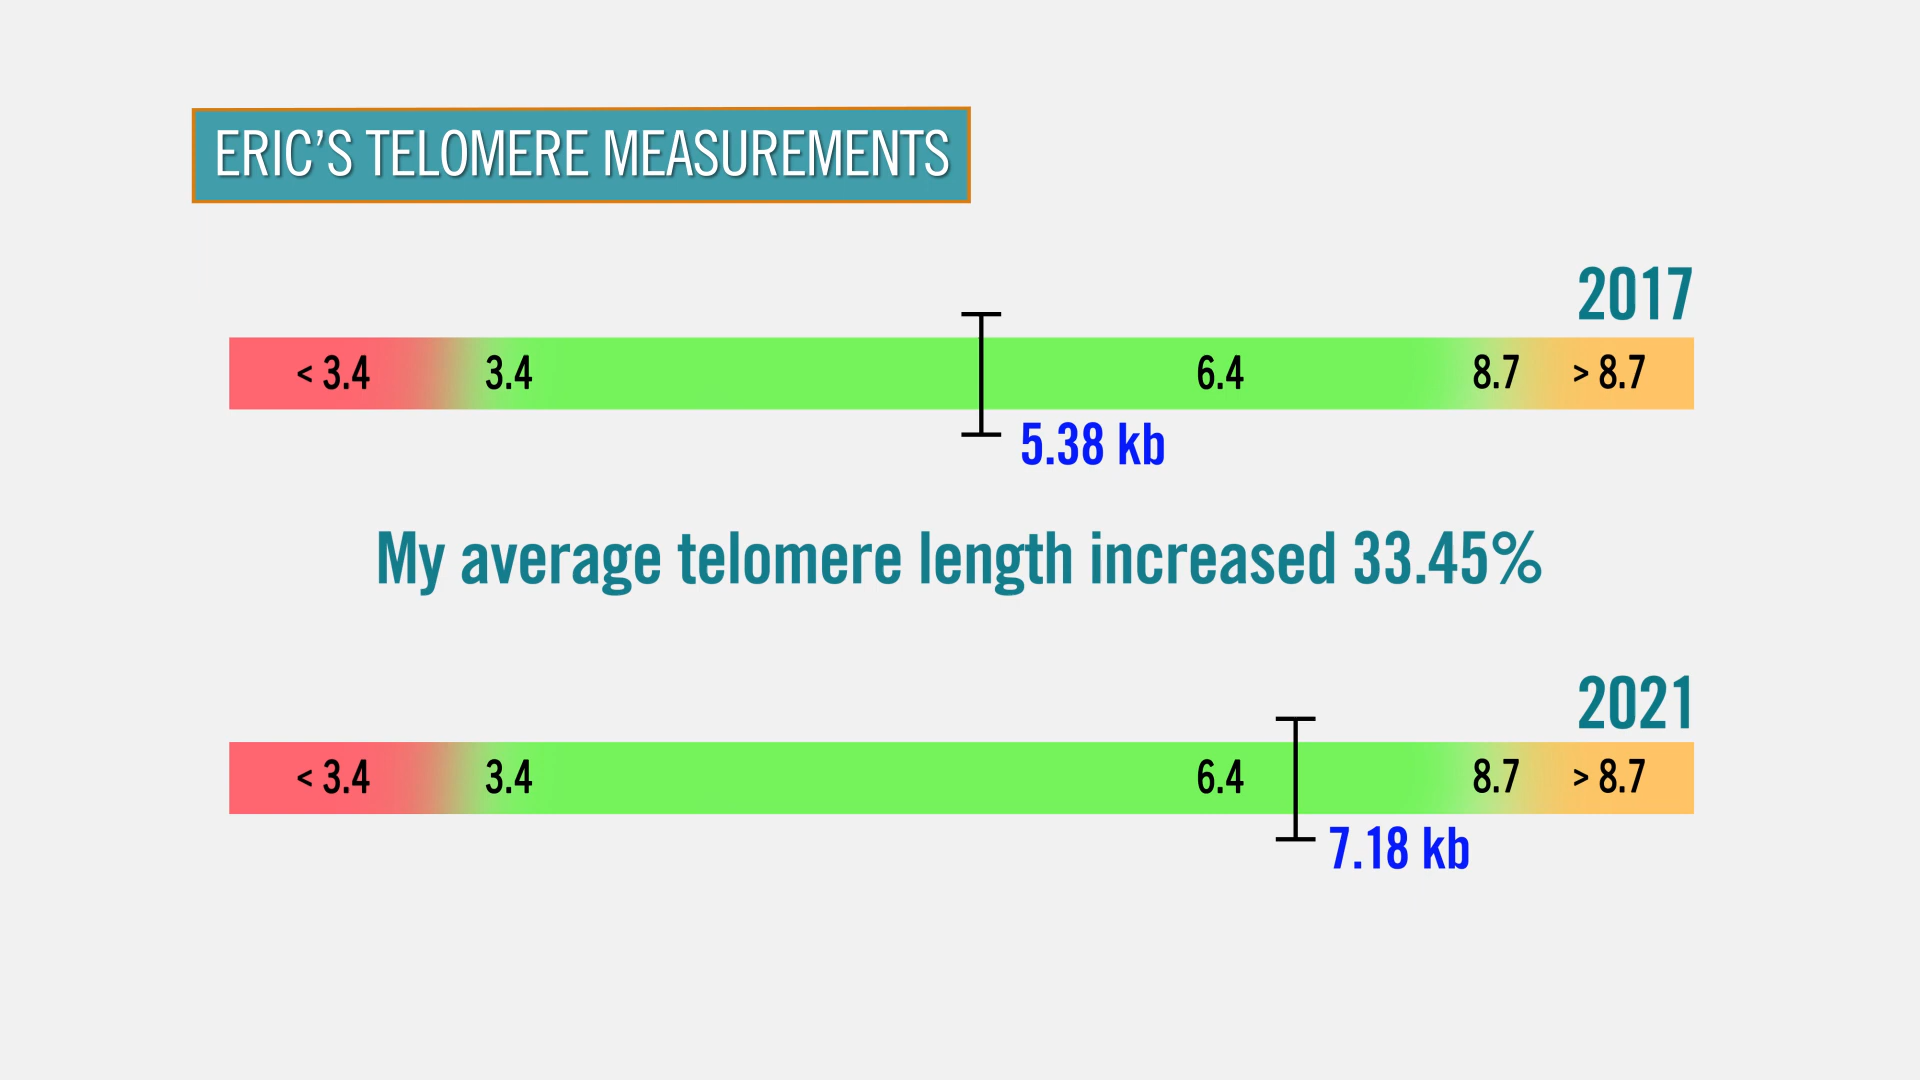 ERIC’S TELOMERE MEASUREMENTS
2017
< 3.4 3.4 6.4 8.7 > 8.7
5.38 kb
My average telomere length increased 33.45%
2021
< 3.4 3.4 6.4 8.7 > 8.7
7.18 kb